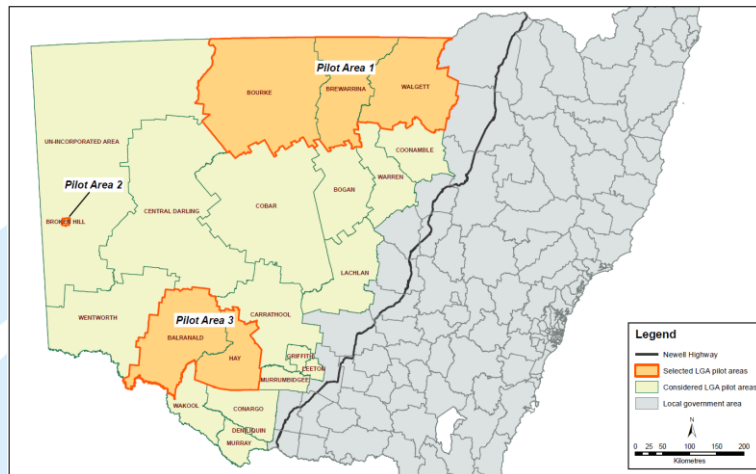 Pilot Area 1
BOURKE
BREWARRINA
WALGETT
UN-INCORPORATED AREA
COONAMBLE
WARREN
Pilot Area 2
BOGAN
CENTRAL DARLING
COBAR
BROKEN HILL
LACHLAN
WENTWORTH
Pilot Area 3
CARRATHOOL
BALRANALD
HAY
GRIFFITH
LEETON
MURRUMBIDGEE
WAKOOL
CONARGO
DENILIQUIN
MURRAY
Legend
Newell Highway
Selected LGA pilot areas
Considered LGA pilot areas
Local government area
N
0 25 50 100 150 200
Kilometres